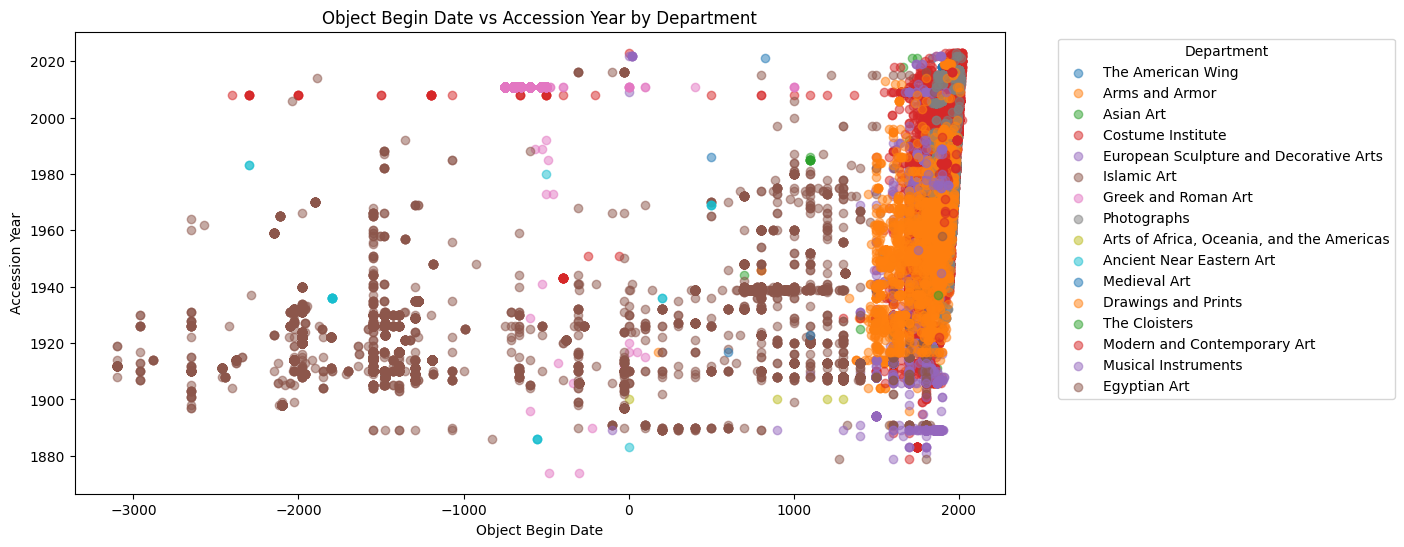 Object Begin Date vs Accession Year by Department
Accession Year
2020
2000
1980
1960
1940
1920
1900
1880
−3000
−2000
−1000
0
1000
2000
Object Begin Date
Department
The American Wing
Arms and Armor
Asian Art
Costume Institute
European Sculpture and Decorative Arts
Islamic Art
Greek and Roman Art
Photographs
Arts of Africa, Oceania, and the Americas
Ancient Near Eastern Art
Medieval Art
Drawings and Prints
The Cloisters
Modern and Contemporary Art
Musical Instruments
Egyptian Art